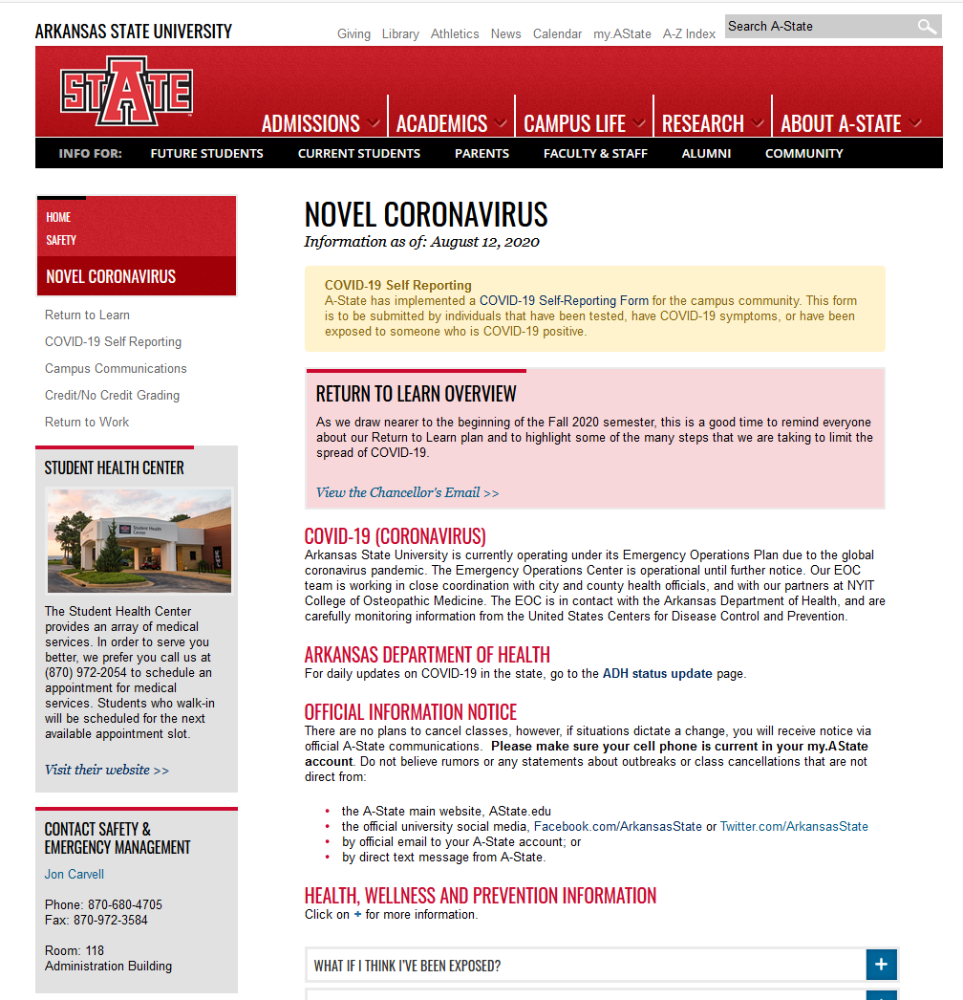 ARKANSAS STATE UNIVERSITY
Giving Library Athletics News Calendar my.AState A-Z Index
Search A-State
STATE
ADMISSIONS ACADEMICS CAMPUS LIFE RESEARCH ABOUT A-STATE
INFO FOR: FUTURE STUDENTS CURRENT STUDENTS PARENTS FACULTY & STAFF ALUMNI COMMUNITY
HOME
SAFETY
NOVEL CORONAVIRUS
Return to Learn
COVID-19 Self Reporting
Campus Communications
Credit/No Credit Grading
Return to Work
STUDENT HEALTH CENTER
Student Health
Center
The Student Health Center
provides an array of medical
services. In order to serve you
better, we prefer you call us at
(870) 972-2054 to schedule an
appointment for medical
services. Students who walk-in
will be scheduled for the next
available appointment slot.
Visit their website >>
CONTACT SAFETY &
EMERGENCY MANAGEMENT
Jon Carvell
Phone: 870-680-4705
Fax: 870-972-3584
Room: 118
Administration Building
NOVEL CORONAVIRUS
Information as of: August 12, 2020
COVID-19 Self Reporting
A-State has implemented a COVID-19 Self-Reporting Form for the campus community. This form
is to be submitted by individuals that have been tested, have COVID-19 symptoms, or have been
exposed to someone who is COVID-19 positive.
RETURN TO LEARN OVERVIEW
As we draw nearer to the beginning of the Fall 2020 semester, this is a good time to remind everyone
about our Return to Learn plan and to highlight some of the many steps that we are taking to limit the
spread of COVID-19.
View the Chancellor's Email >>
COVID-19 (CORONAVIRUS)
Arkansas State University is currently operating under its Emergency Operations Plan due to the global
coronavirus pandemic. The Emergency Operations Center is operational until further notice. Our EOC
team is working in close coordination with city and county health officials, and with our partners at NYIT
College of Osteopathic Medicine. The EOC is in contact with the Arkansas Department of Health, and are
carefully monitoring information from the United States Centers for Disease Control and Prevention.
ARKANSAS DEPARTMENT OF HEALTH
For daily updates on COVID-19 in the state, go to the ADH status update page.
OFFICIAL INFORMATION NOTICE
There are no plans to cancel classes, however, if situations dictate a change, you will receive notice via
official A-State communications. Please make sure your cell phone is current in your my.AState
account. Do not believe rumors or any statements about outbreaks or class cancellations that are not
direct from:
• the A-State main website, AState.edu
• the official university social media, Facebook.com/ArkansasState or Twitter.com/ArkansasState
• by official email to your A-State account; or
• by direct text message from A-State.
HEALTH, WELLNESS AND PREVENTION INFORMATION
Click on + for more information.
WHAT IF I THINK I'VE BEEN EXPOSED? +